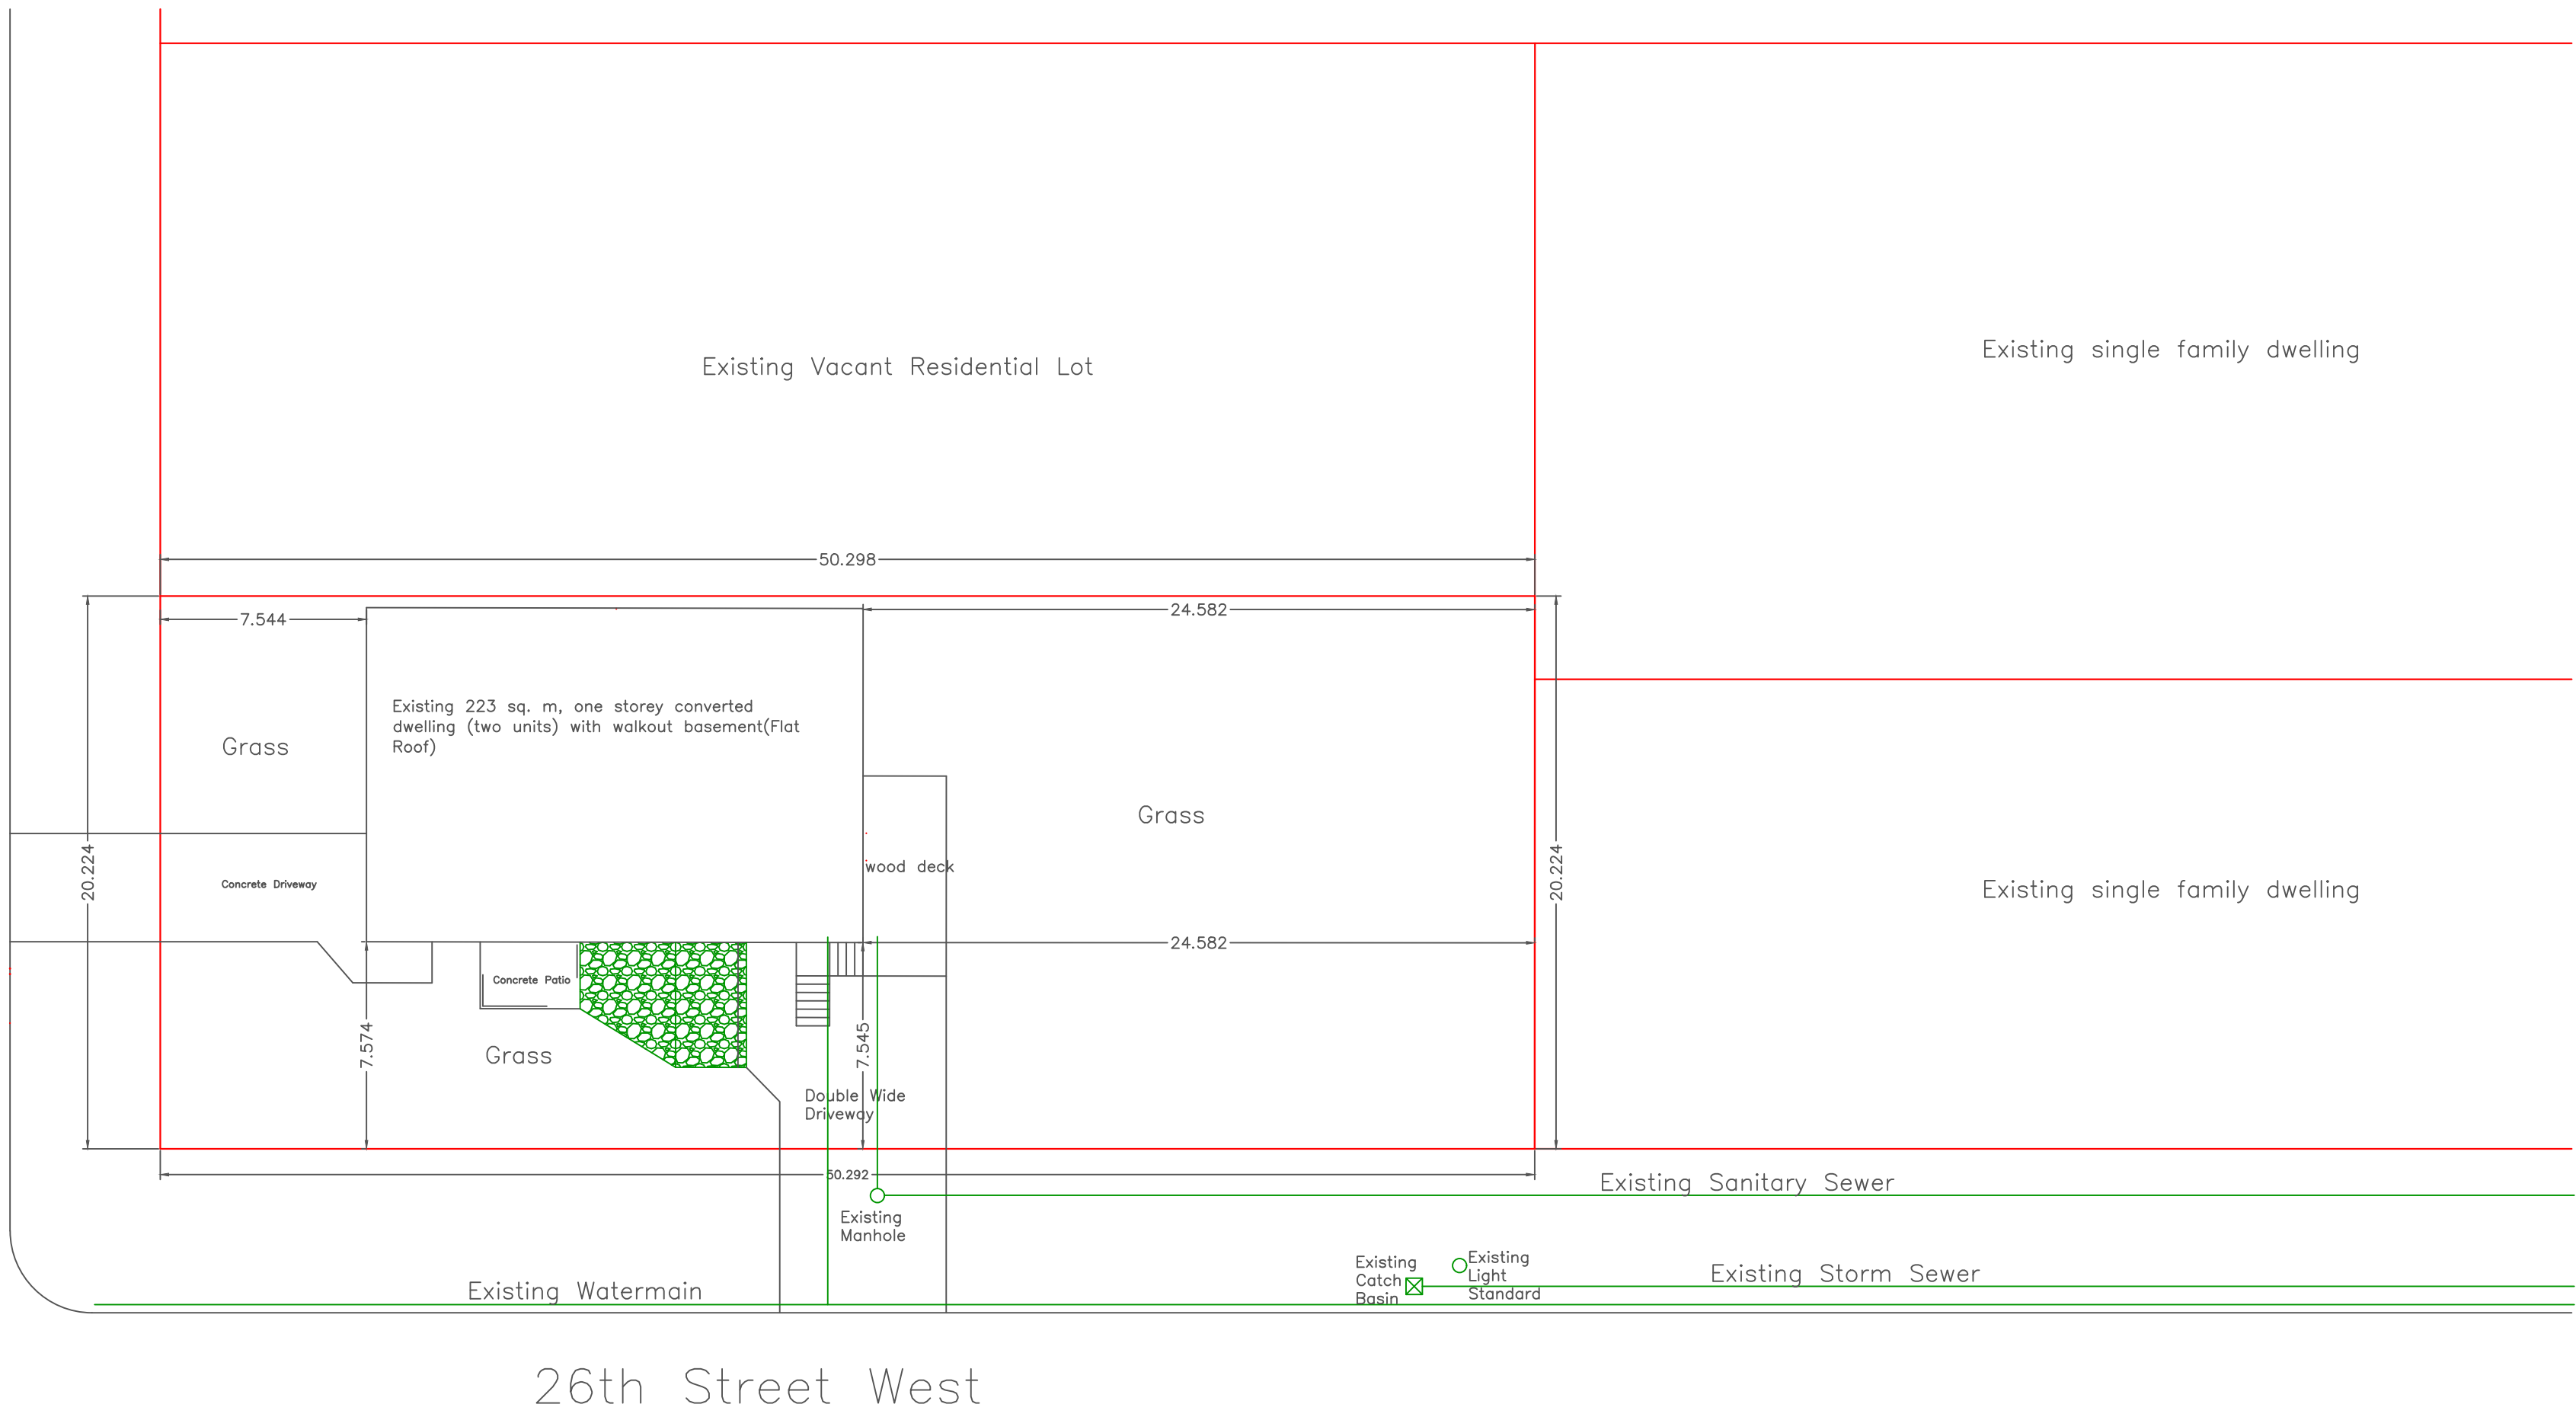 Existing single family dwelling
Existing Vacant Residential Lot
50.298
24.582
7.544
Existing 223 sq. m, one storey converted
dwelling (two units) with walkout basement(Flat
Roof)
Grass
Grass
wood deck
20.224
20.224
Concrete Driveway
Existing single family dwelling
24.582
Concrete Patio
7.574
7.545
Grass
Double Wide
Driveway
50.292
Existing Sanitary Sewer
Existing
Manhole
Existing
Catch
Basin
Existing
Light
Standard
Existing Storm Sewer
Existing Watermain
26th Street West